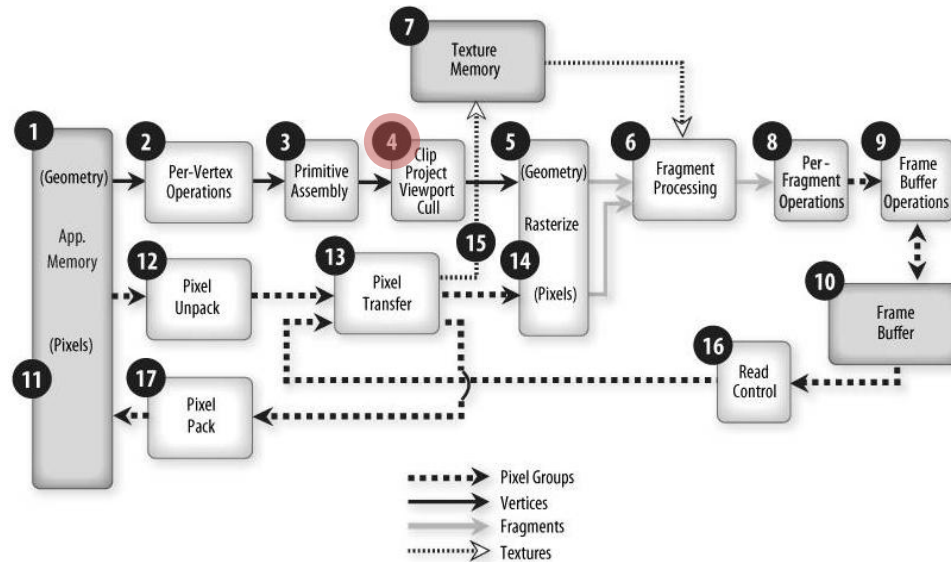 7
Texture
Memory
1
(Geometry)
App.
Memory
(Pixels)
11
2
Per-Vertex
Operations
3
Primitive
Assembly
4
Clip
Project
Viewport
Cull
5
(Geometry)
Rasterize
14
(Pixels)
6
Fragment
Processing
8
Per-
Fragment
Operations
9
Frame
Buffer
Operations
12
Pixel
Unpack
13
Pixel
Transfer
15
10
Frame
Buffer
16
Read
Control
17
Pixel
Pack
Pixel Groups
Vertices
Fragments
Textures